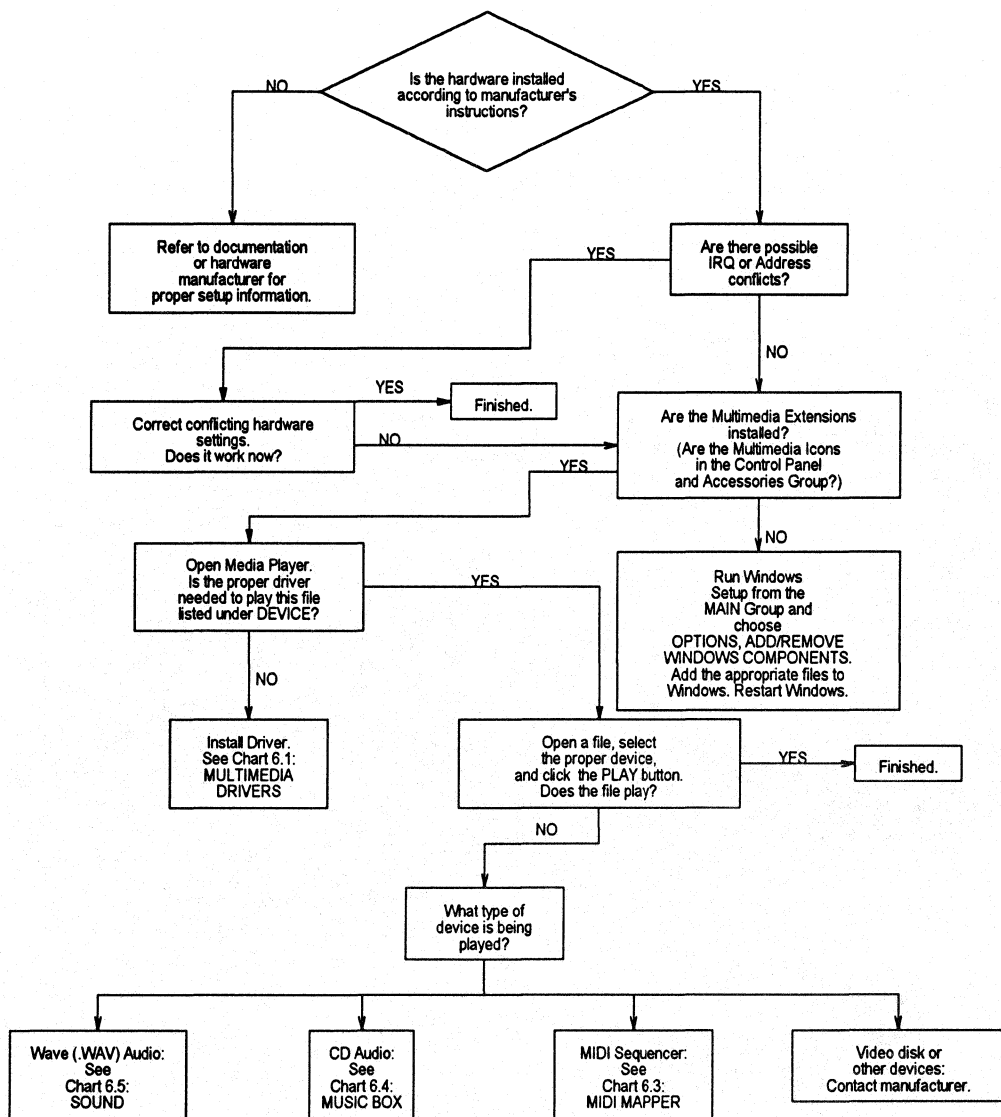 Is the hardware installed
according to manufacturer's
instructions?
NO
YES
Refer to documentation
or hardware
manufacturer for
proper setup information.
YES
Are there possible
IRQ or Address
conflicts?
NO
Correct conflicting hardware
settings.
Does it work now?
YES
Finished.
NO
Are the Multimedia Extensions
installed?
(Are the Multimedia Icons
in the Control Panel
and Accessories Group?)
YES
NO
Open Media Player.
Is the proper driver
needed to play this file
listed under DEVICE?
YES
Run Windows
Setup from the
MAIN Group and
choose
OPTIONS, ADD/REMOVE
WINDOWS COMPONENTS.
Add the appropriate files to
Windows. Restart Windows.
NO
Install Driver.
See Chart 6.1:
MULTIMEDIA
DRIVERS
Open a file, select
the proper device,
and click the PLAY button.
Does the file play?
YES
Finished.
NO
What type of
device is being
played?
Wave (.WAV) Audio:
See
Chart 6.5:
SOUND
CD Audio:
See
Chart 6.4:
MUSIC BOX
MIDI Sequencer:
See
Chart 6.3:
MIDI MAPPER
Video disk or
other devices:
Contact manufacturer.